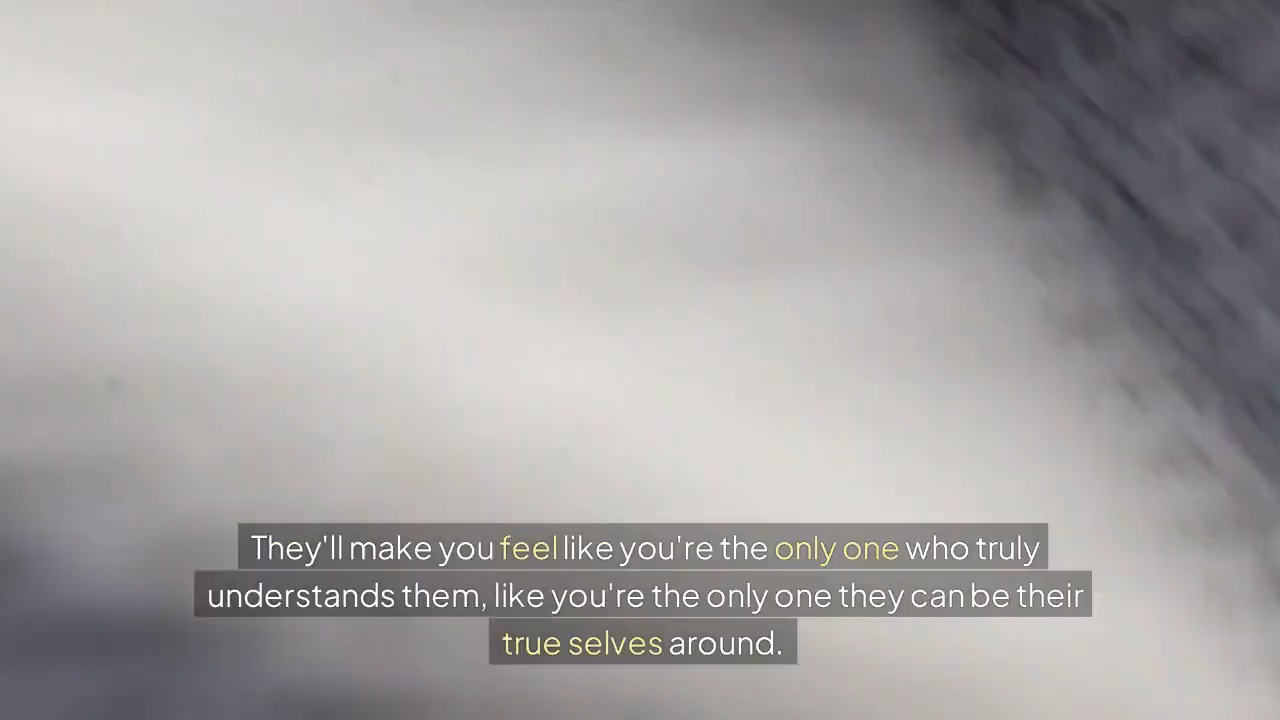 They'll make you feel like you're the only one who truly
understands them, like you're the only one they can be their
true selves around.